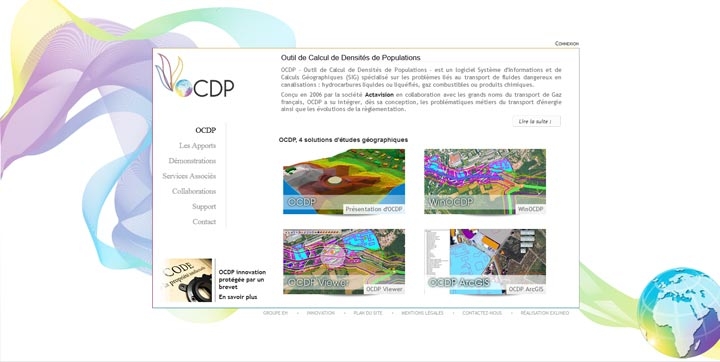 CONNEXION
OCDP
Outil de Calcul de Densités de Populations
OCDP - Outil de Calcul de Densités de Populations - est un logiciel Système d'Informations et de
Calculs Géographiques (SIG) spécialisé sur les problèmes liés au transport de fluides dangereux en
canalisations : hydrocarbures liquides ou liquéfiés, gaz combustibles ou produits chimiques.
Conçu en 2006 par la société Actavision en collaboration avec les grands noms du transport de Gaz
français, OCDP a su intégrer, dès sa conception, les problématiques métiers du transport d'énergie
ainsi que les évolutions de la réglementation.
Lire la suite :
OCDP
Les Apports
Démonstrations
Services Associés
Collaborations
Support
Contact
OCDP, 4 solutions d'études géographiques
OCDP
Présentation d'OCDP
WinOCDP
WinOCDP
OCDP Viewer
OCDP Viewer
OCDP ArcGIS
OCDP ArcGIS
CODE
OCDP innovation
protégée par un
brevet
En savoir plus
GROUPE EH • INNOVATION • PLAN DU SITE • MENTIONS LÉGALES • CONTACTEZ-NOUS • RÉALISATION EXLINEO